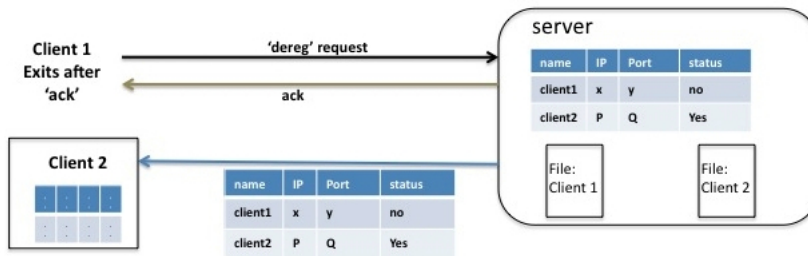 Client 1
Exits after
‘ack’
‘dereg’ request
ack
server
name IP Port status
client1 x y no
client2 P Q Yes
File:
Client 1
File:
Client 2
Client 2
: : : :
: : : :
name IP Port status
client1 x y no
client2 P Q Yes